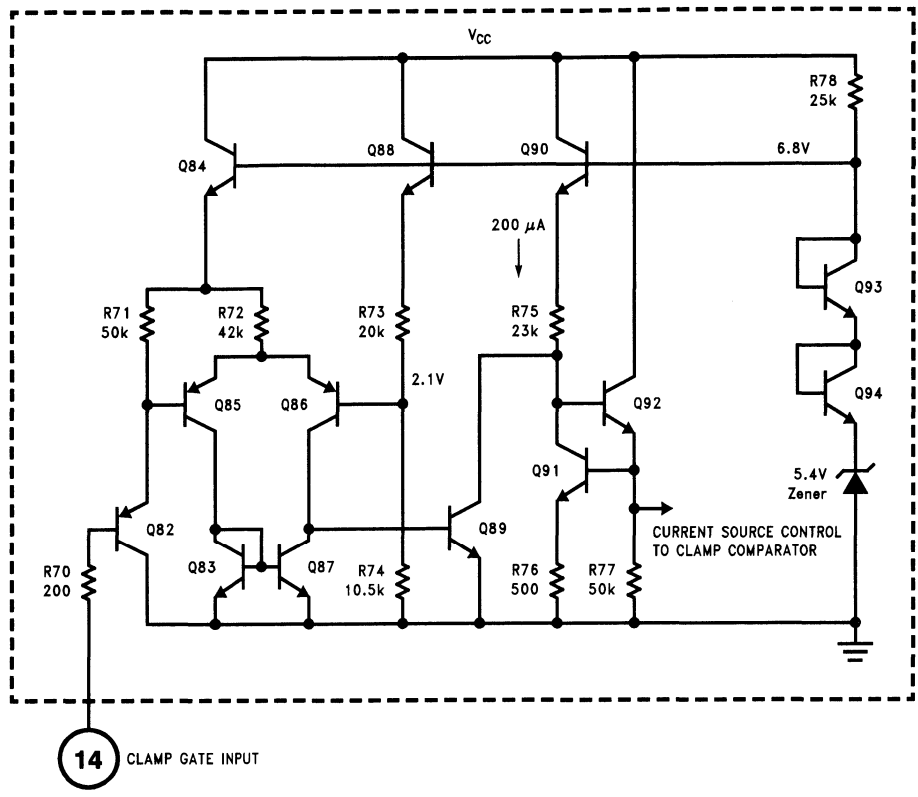 VCC
R78
25k
Q84
Q88
Q90
6.8V
200 μA
Q93
R71
50k
R72
42k
R73
20k
R75
23k
2.1V
Q85
Q86
Q92
Q94
Q91
5.4V
Zener
Q82
Q89
CURRENT SOURCE CONTROL
TO CLAMP COMPARATOR
R70
200
Q83
Q87
R74
10.5k
R76
500
R77
50k
14 CLAMP GATE INPUT